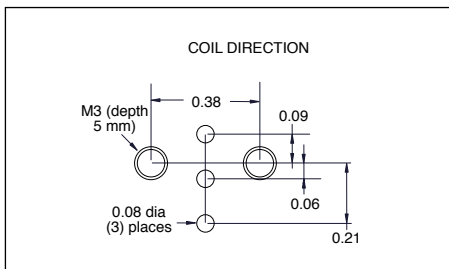 COIL DIRECTION
0.38
M3 (depth
5 mm)
0.09
0.06
0.08 dia
(3) places
0.21